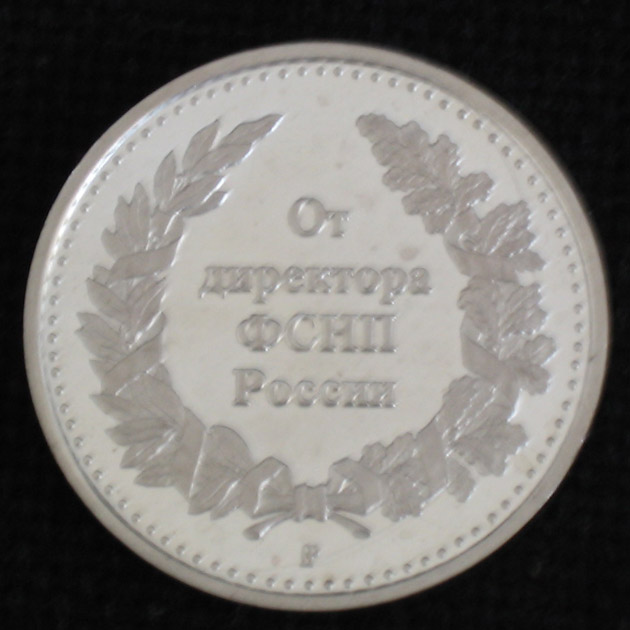 От
директора
ФСНП
России